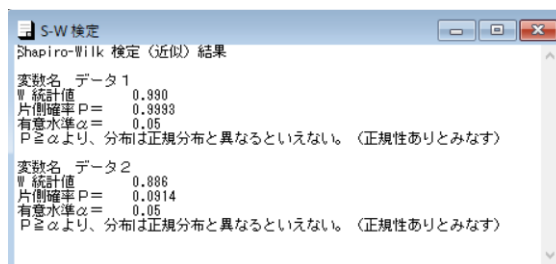 S-W 検定
Shapiro-Wilk 検定（近似）結果
変数名　データ１
W 統計値　0.990
片側確率Ｐ＝　0.9993
有意水準α＝　0.05
Ｐ≧αより、分布は正規分布と異なるといえない。（正規性ありとみなす）
変数名　データ２
W 統計値　0.886
片側確率Ｐ＝　0.0914
有意水準α＝　0.05
Ｐ≧αより、分布は正規分布と異なるといえない。（正規性ありとみなす）